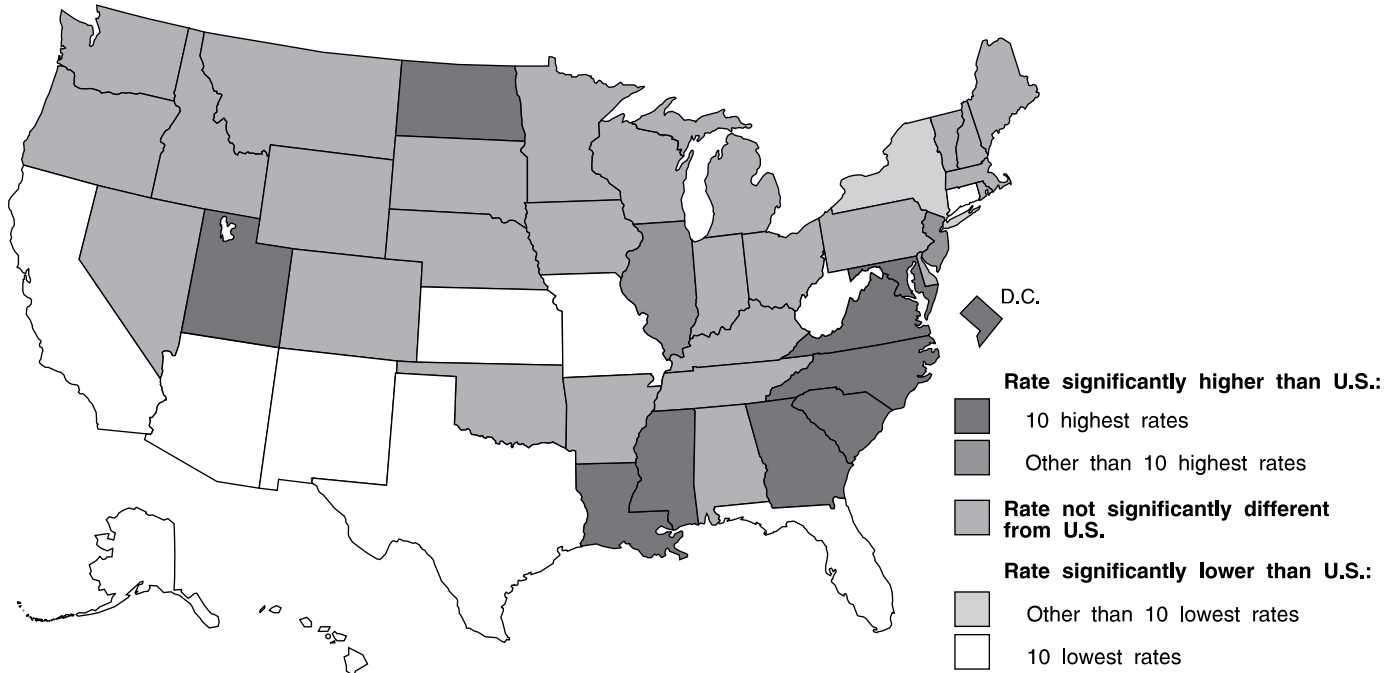 D.C.
Rate significantly higher than U.S.:
10 highest rates
Other than 10 highest rates
Rate not significantly different
from U.S.
Rate significantly lower than U.S.:
Other than 10 lowest rates
10 lowest rates